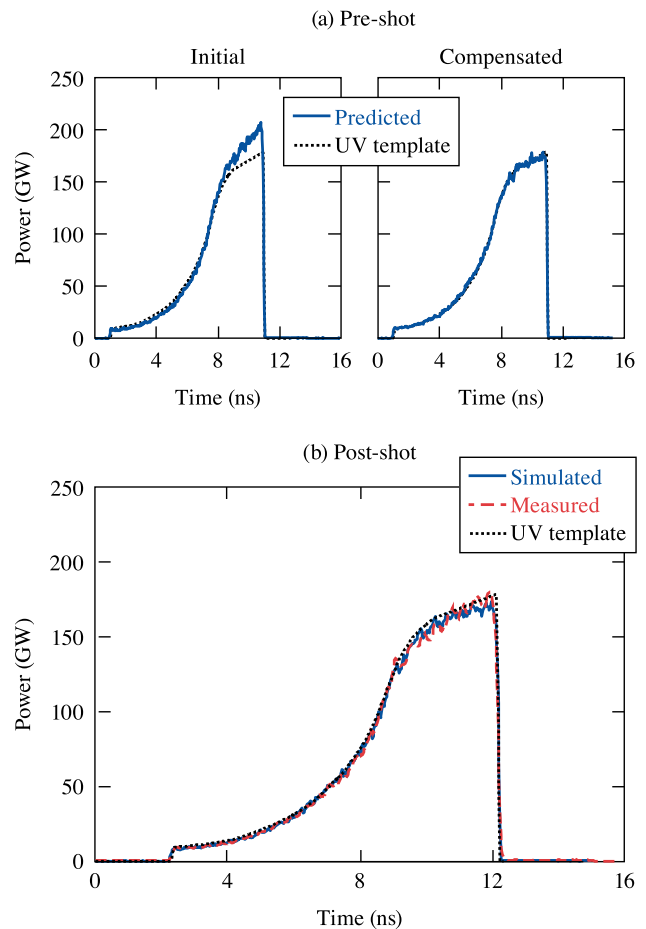 (a) Pre-shot
Initial
Compensated
250
200
150
100
50
0
Power (GW)
Predicted
UV template
0 4 8 12 16
0 4 8 12 16
Time (ns)
Time (ns)
(b) Post-shot
Simulated
Measured
UV template
250
200
150
100
50
0
Power (GW)
0 4 8 12 16
Time (ns)